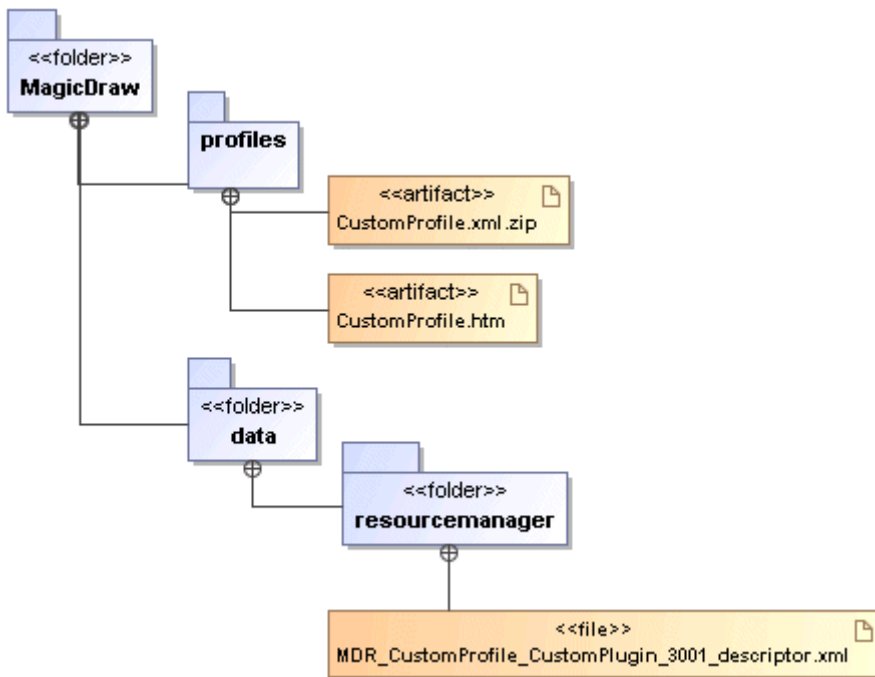 <<folder>>
MagicDraw
profiles
<<artifact>>
CustomProfile.xml.zip
<<artifact>>
CustomProfile.htm
<<folder>>
data
<<folder>>
resourcemanager
<<file>>
MDR_CustomProfile_CustomPlugin_3001_descriptor.xml